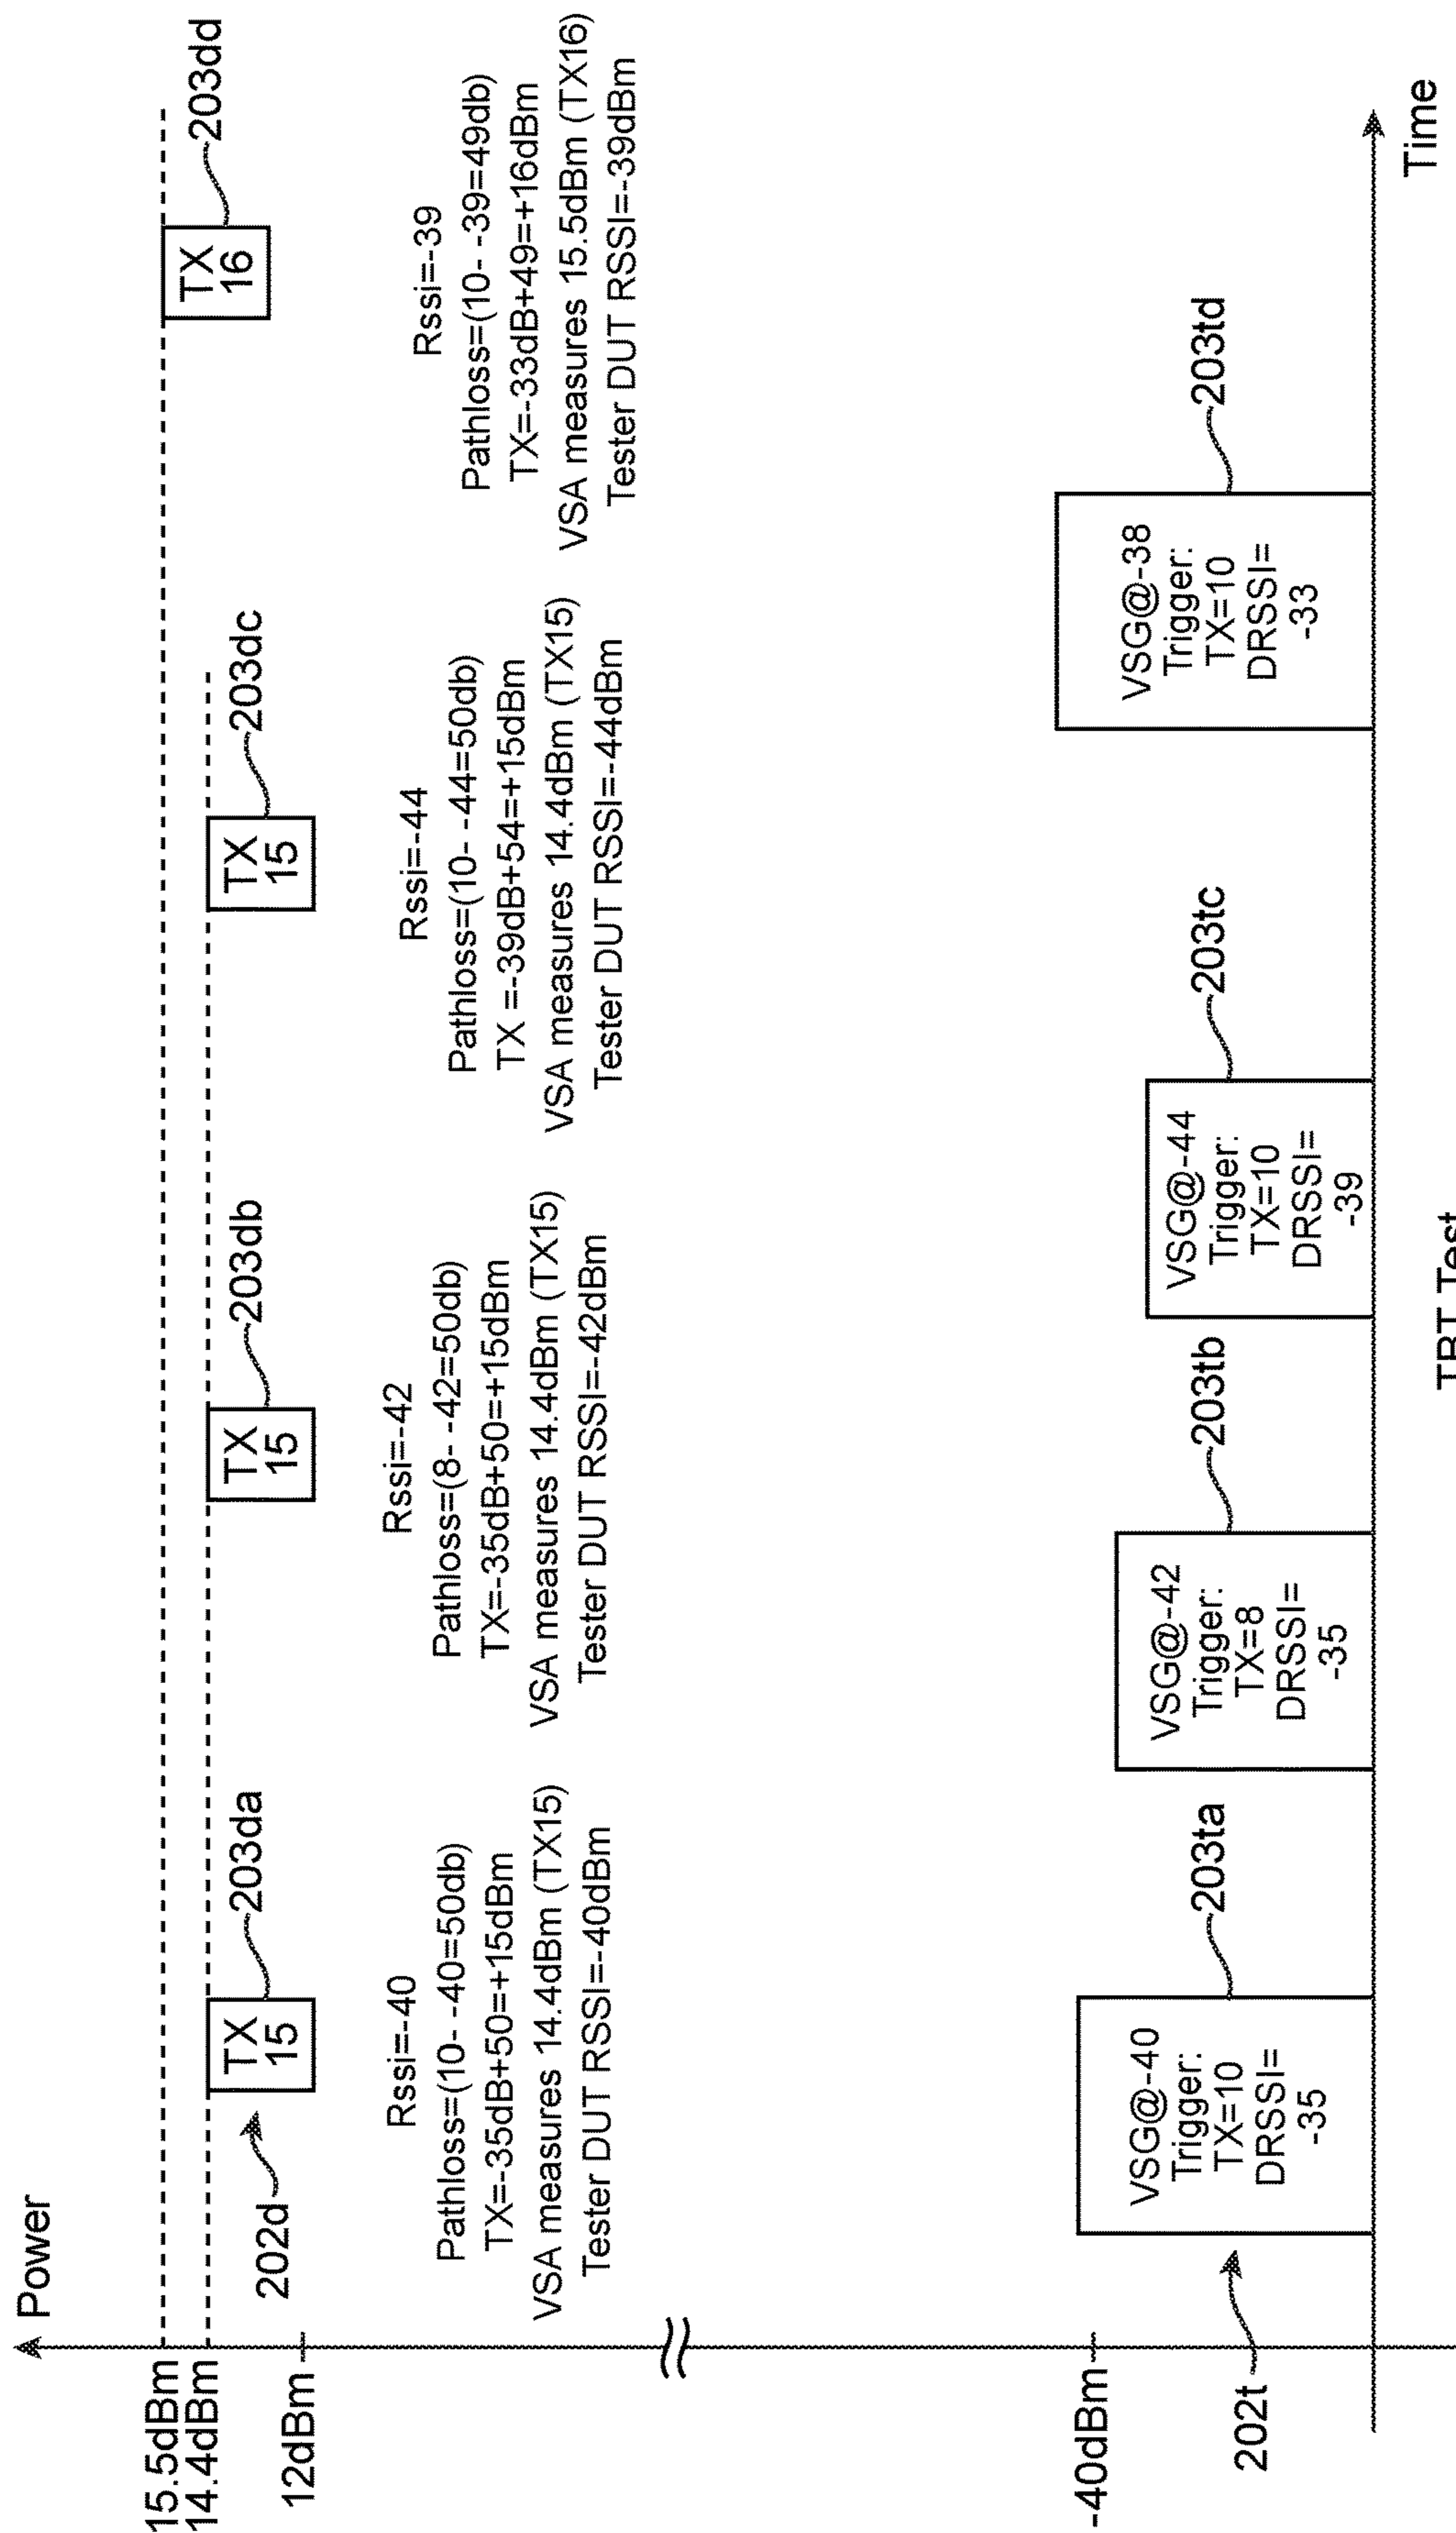 Power
15.5dBm
14.4dBm
12dBm
-40dBm
202d
202t
TX
15
203da
Rssi=-40
Pathloss=(10- -40=50db)
TX=-35dB+50=+15dBm
VSA measures 14.4dBm (TX15)
Tester DUT RSSI=-40dBm
TX
15
203db
Rssi=-42
Pathloss=(8- -42=50db)
TX=-35dB+50=+15dBm
VSA measures 14.4dBm (TX15)
Tester DUT RSSI=-42dBm
TX
15
203dc
Rssi=-44
Pathloss=(10- -44=50db)
TX =-39dB+54=+15dBm
VSA measures 14.4dBm (TX15)
Tester DUT RSSI=-44dBm
TX
16
203dd
Rssi=-39
Pathloss=(10- -39=49db)
TX=-33dB+49=+16dBm
VSA measures 15.5dBm (TX16)
Tester DUT RSSI=-39dBm
VSG@-40
Trigger:
TX=10
DRSSI=
-35
203ta
VSG@-42
Trigger:
TX=8
DRSSI=
-35
203tb
VSG@-44
Trigger:
TX=10
DRSSI=
-39
203tc
VSG@-38
Trigger:
TX=10
DRSSI=
-33
203td
Time
Test